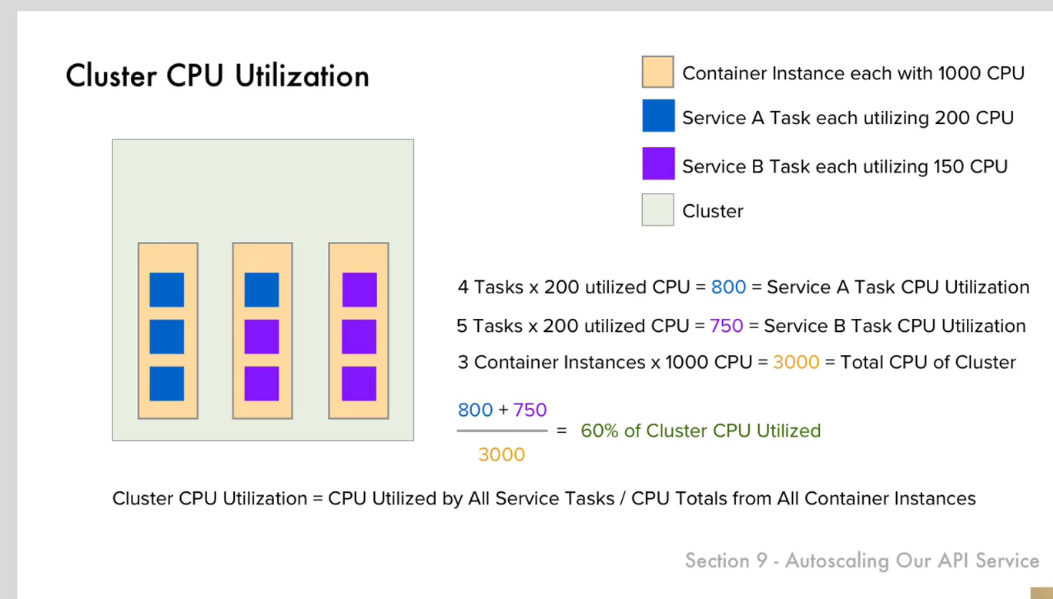 Cluster CPU Utilization
Container Instance each with 1000 CPU
Service A Task each utilizing 200 CPU
Service B Task each utilizing 150 CPU
Cluster
4 Tasks x 200 utilized CPU = 800 = Service A Task CPU Utilization
5 Tasks x 200 utilized CPU = 750 = Service B Task CPU Utilization
3 Container Instances x 1000 CPU = 3000 = Total CPU of Cluster
800 + 750
= 60% of Cluster CPU Utilized
3000
Cluster CPU Utilization = CPU Utilized by All Service Tasks / CPU Totals from All Container Instances
Section 9 - Autoscaling Our API Service